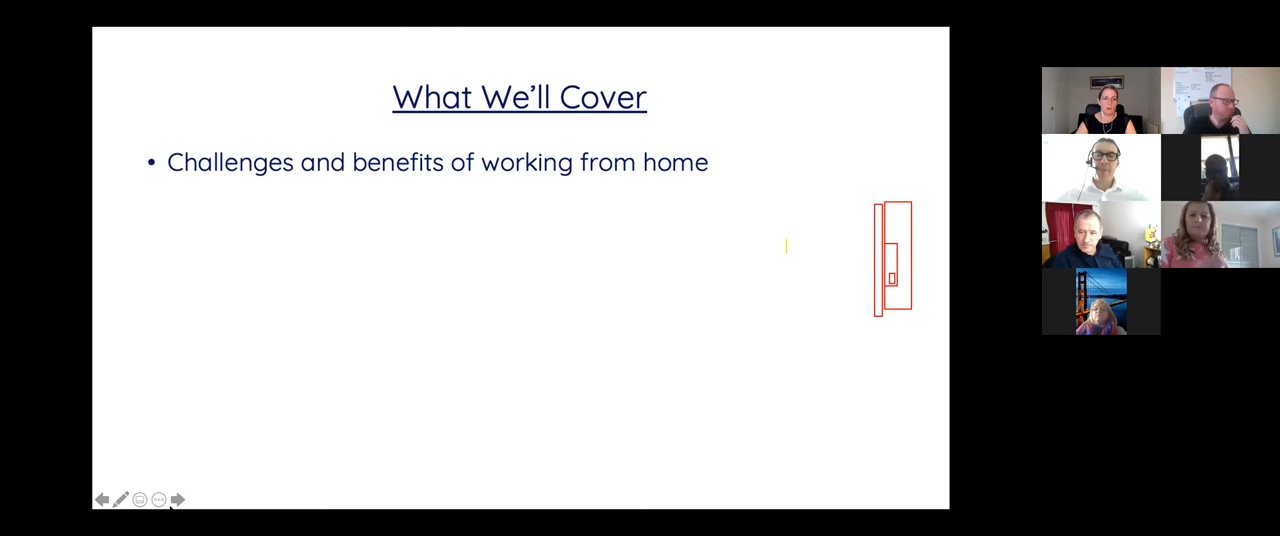 What We'll Cover
• Challenges and benefits of working from home